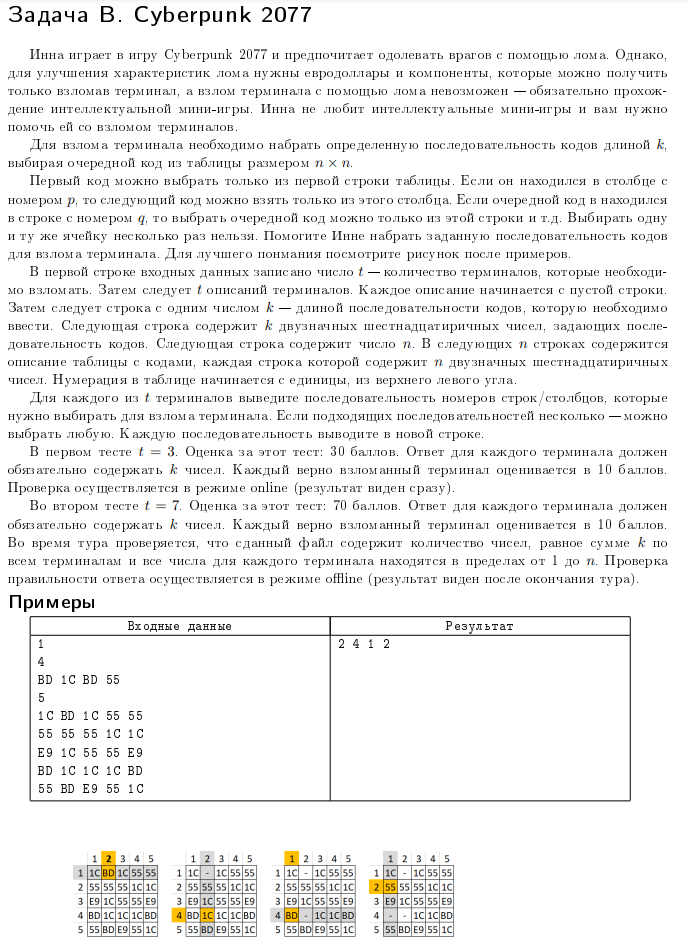 Задача B. Cyberpunk 2077
Инна играет в игру Cyberpunk 2077 и предпочитает одолевать врагов с помощью лома. Однако,
для улучшения характеристик лома нужны евродоллары и компоненты, которые можно получить
только взломав терминал, а взлом терминала с помощью лома невозможен — обязательно прохож-
дение интеллектуальной мини-игры. Инна не любит интеллектуальные мини-игры и вам нужно
помочь ей со взломом терминалов.
Для взлома терминала необходимо набрать определенную последовательность кодов длиной k,
выбирая очередной код из таблицы размером n × n.
Первый код можно выбрать только из первой строки таблицы. Если он находился в столбце с
номером p, то следующий код можно взять только из этого столбца. Если очередной код в находился
в строке с номером q, то выбрать очередной код можно только из этой строки и т.д. Выбирать одну
и ту же ячейку несколько раз нельзя. Помогите Инне набрать заданную последовательность кодов
для взлома терминала. Для лучшего понмания посмотрите рисунок после примеров.
В первой строке входных данных записано число t — количество терминалов, которые необходи-
мо взломать. Затем следует t описаний терминалов. Каждое описание начинается с пустой строки.
Затем следует строка с одним числом k — длиной последовательности кодов, которую необходимо
ввести. Следующая строка содержит k двузначных шестнадцатиричных чисел, задающих после-
довательность кодов. Следующая строка содержит число n. В следующих n строках содержится
описание таблицы с кодами, каждая строка которой содержит n двузначных шестнадцатиричных
чисел. Нумерация в таблице начинается с единицы, из верхнего левого угла.
Для каждого из t терминалов выведите последовательность номеров строк/столбцов, которые
нужно выбирать для взлома терминала. Если подходящих последовательностей несколько — можно
выбрать любую. Каждую последовательность выводите в новой строке.
В первом тесте t = 3. Оценка за этот тест: 30 баллов. Ответ для каждого терминала должен
обязательно содержать k чисел. Каждый верно взломанный терминал оценивается в 10 баллов.
Проверка осуществляется в режиме online (результат виден сразу).
Во втором тесте t = 7. Оценка за этот тест: 70 баллов. Ответ для каждого терминала должен
обязательно содержать k чисел. Каждый верно взломанный терминал оценивается в 10 баллов.
Во время тура проверяется, что сданный файл содержит количество чисел, равное сумме k по
всем терминалам и все числа для каждого терминала находятся в пределах от 1 до n. Проверка
правильности ответа осуществляется в режиме offline (результат виден после окончания тура).
Примеры
Входные данные Результат
1 2 4 1 2
4
BD 1C BD 55
5
1C BD 1C 55 55
55 55 55 1C 1C
E9 1C 55 55 E9
BD 1C 1C 1C BD
55 BD E9 55 1C
1 2 3 4 5 1 2 3 4 5 1 2 3 4 5 1 2 3 4 5
1 1C BD 1C 55 55 1 1C - 1C 55 55 1 1C - 1C 55 55 1 1C - 1C 55 55
2 55 55 55 1C 1C 2 55 55 55 1C 1C 2 55 55 55 1C 1C 2 55 55 55 1C 1C
3 E9 1C 55 55 E9 3 E9 1C 55 55 E9 3 E9 1C 55 55 E9 3 E9 1C 55 55 E9
4 BD 1C 1C 1C BD 4 BD 1C 1C 1C BD 4 BD - 1C 1C BD 4 - - 1C 1C BD
5 55 BD E9 55 1C 5 55 BD E9 55 1C 5 55 BD E9 55 1C 5 55 BD E9 55 1C